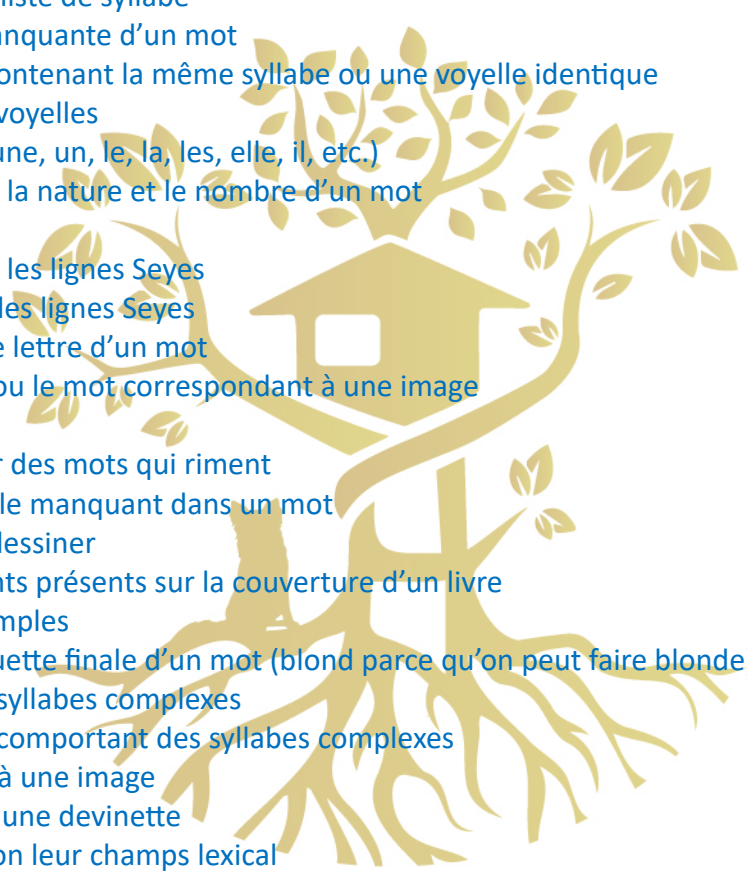 liste de syllabe
nquante d'un mot
ontenant la même syllabe ou une voyelle identique
voyelles
une, un, le, la, les, elle, il, etc.)
la nature et le nombre d'un mot
les lignes Seyes
des lignes Seyes
e lettre d'un mot
ou le mot correspondant à une image
r des mots qui riment
le manquant dans un mot
dessiner
nts présents sur la couverture d'un livre
mples
uette finale d'un mot (blond parce qu'on peut faire blonde
syllabes complexes
comportant des syllabes complexes
à une image
une devinette
on leur champs lexical